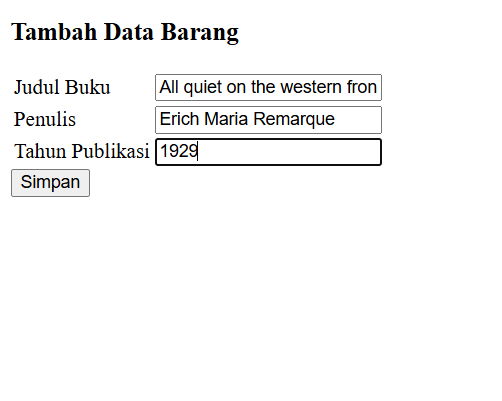 Tambah Data Barang
Judul Buku All quiet on the western fron
Penulis Erich Maria Remarque
Tahun Publikasi 1929
Simpan